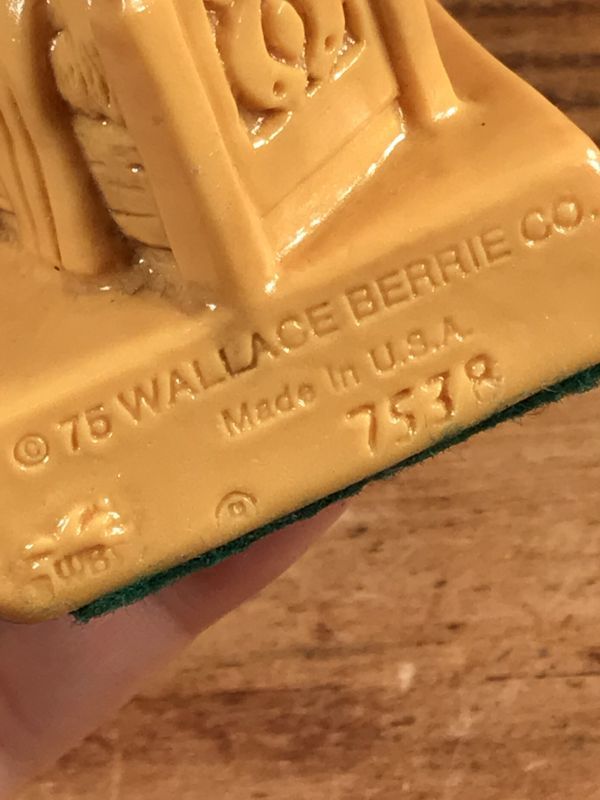 © 75 WALLACE BERRIE CO.
Made in U.S.A.
7538
WB